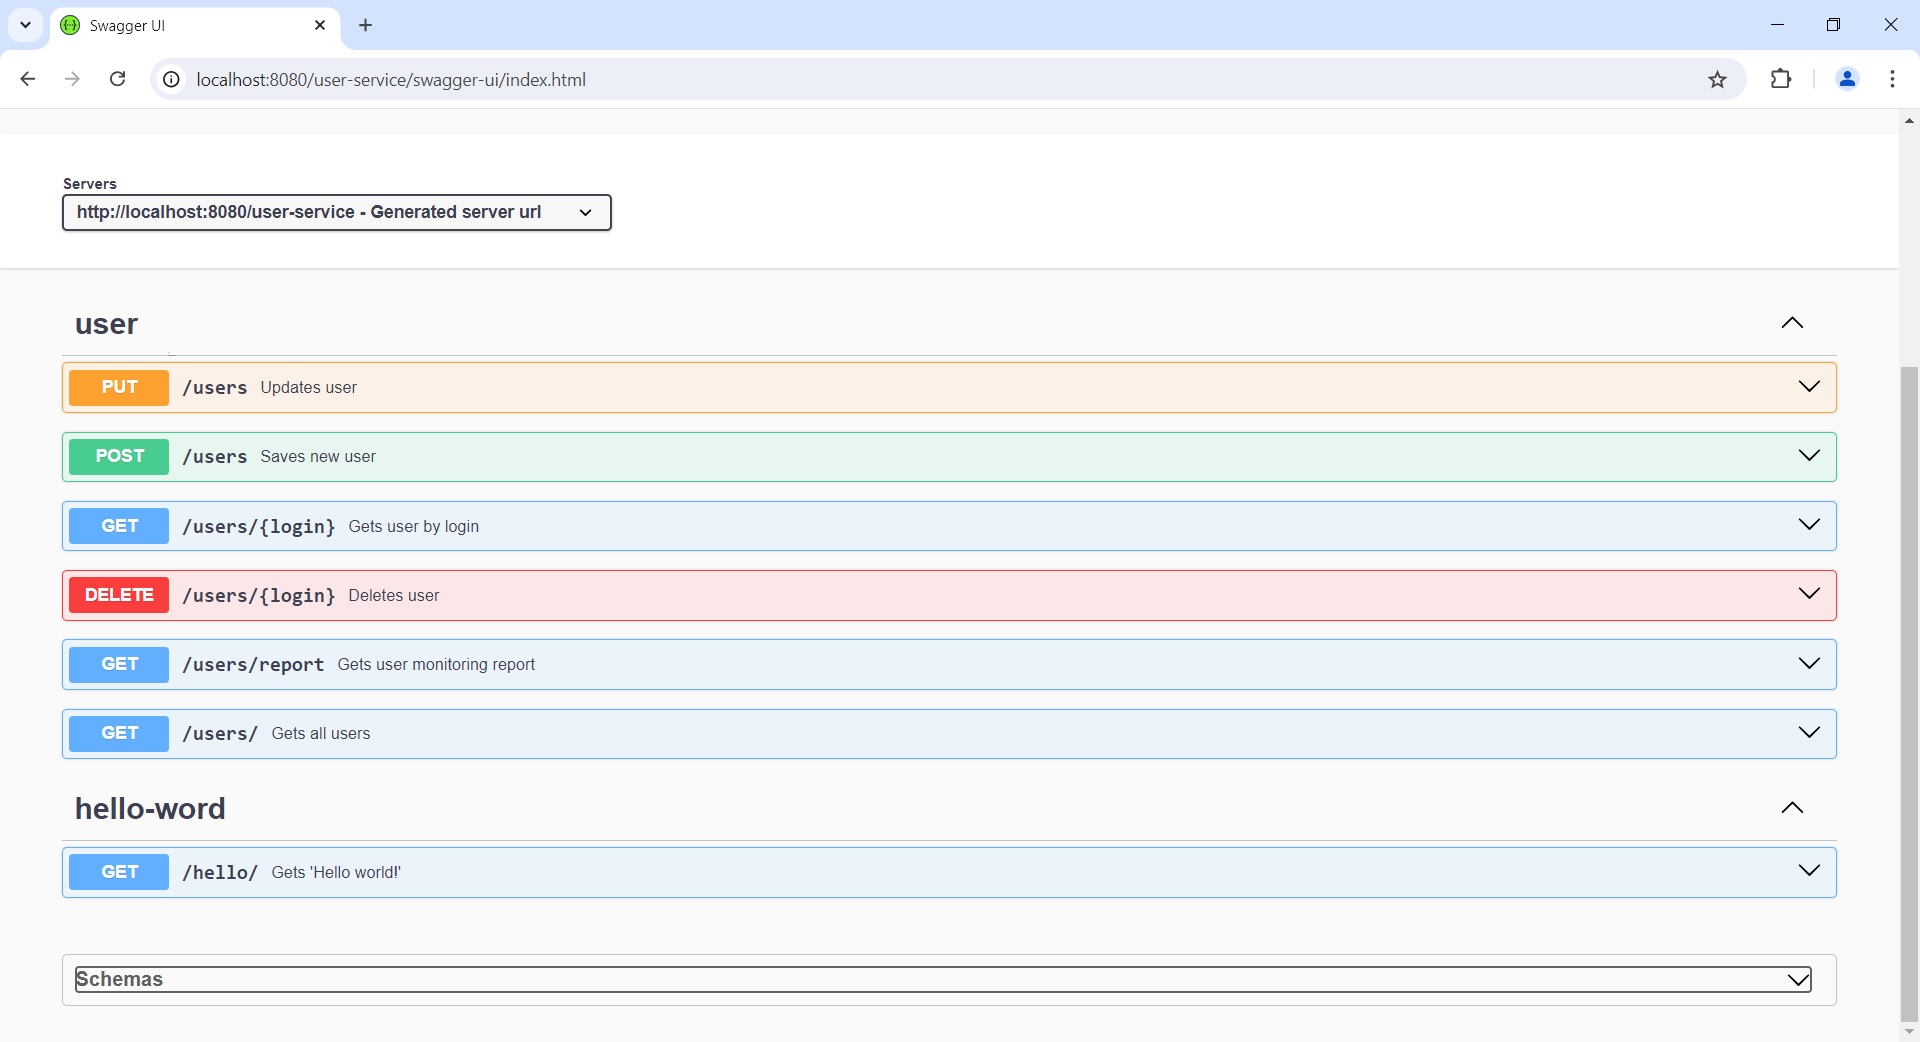 Swagger UI
localhost:8080/user-service/swagger-ui/index.html
Servers
http://localhost:8080/user-service - Generated server url
user
PUT /users Updates user
POST /users Saves new user
GET /users/{login} Gets user by login
DELETE /users/{login} Deletes user
GET /users/report Gets user monitoring report
GET /users/ Gets all users
hello-word
GET /hello/ Gets 'Hello world!'
Schemas